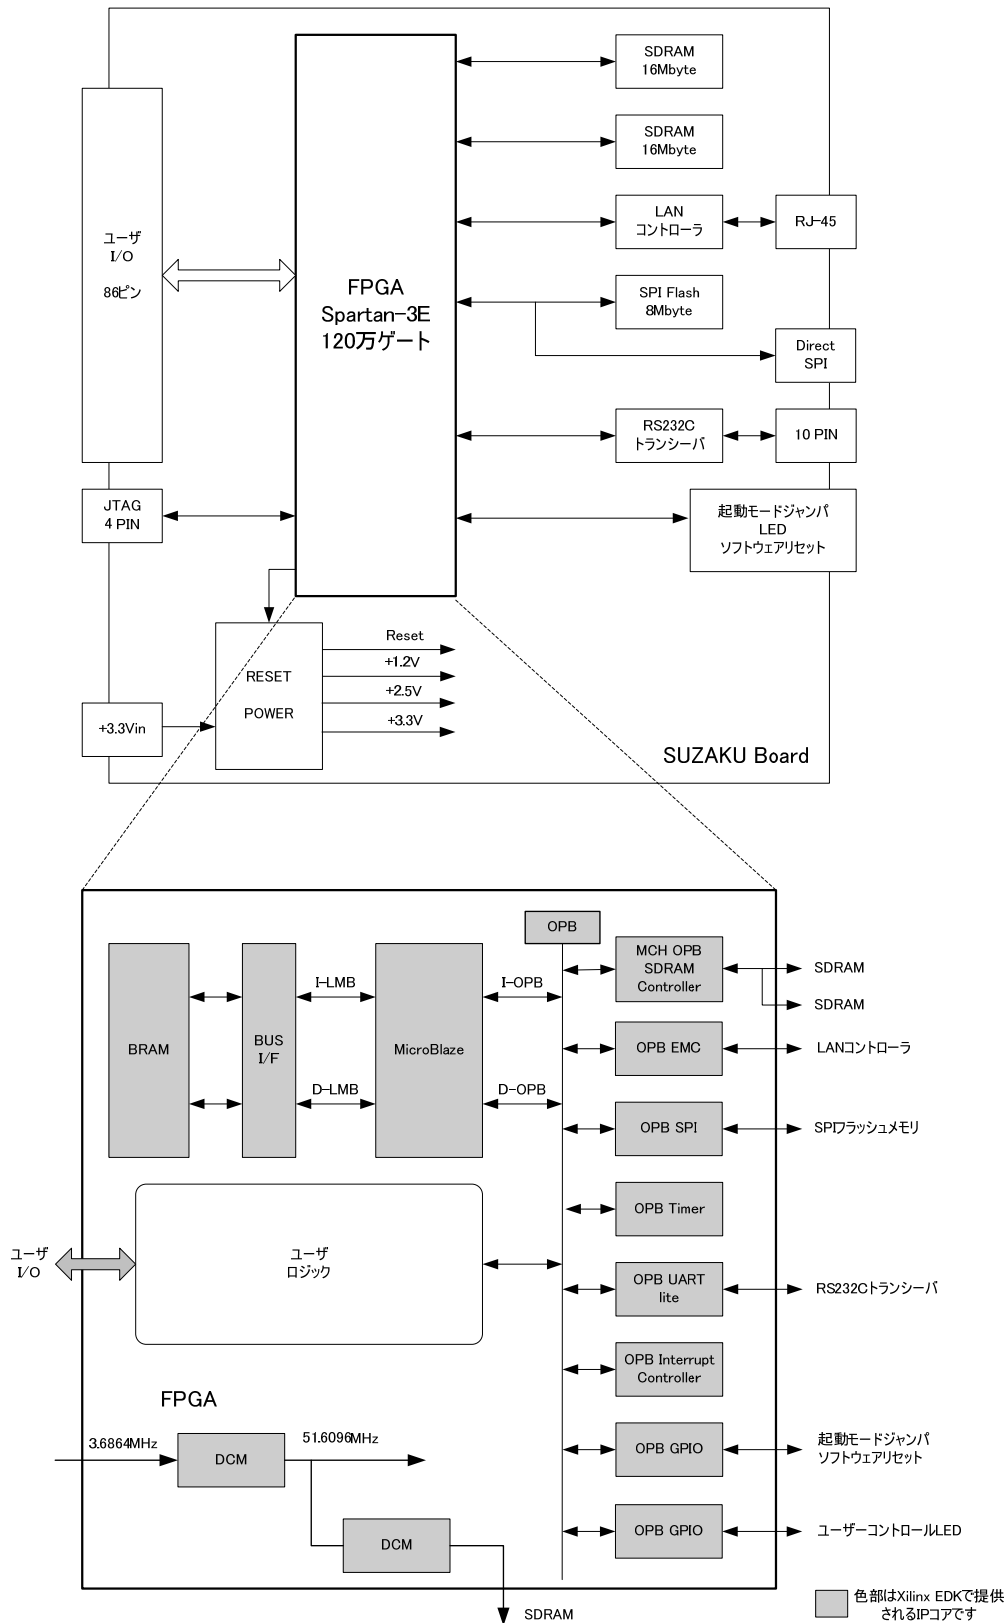 SDRAM
16Mbyte
SDRAM
16Mbyte
LAN
コントローラ
RJ-45
ユーザ
I/O
86ピン
FPGA
Spartan-3E
120万ゲート
SPI Flash
8Mbyte
Direct
SPI
RS232C
トランシーバ
10 PIN
JTAG
4 PIN
起動モードジャンパ
LED
ソフトウェアリセット
RESET
POWER
Reset
+1.2V
+2.5V
+3.3V
+3.3Vin
SUZAKU Board
OPB
BRAM
BUS
I/F
I-LMB
D-LMB
MicroBlaze
I-OPB
D-OPB
MCH OPB
SDRAM
Controller
SDRAM
SDRAM
OPB EMC
LANコントローラ
OPB SPI
SPIフラッシュメモリ
OPB Timer
ユーザ
I/O
ユーザ
ロジック
OPB UART
lite
RS232Cトランシーバ
OPB Interrupt
Controller
FPGA
3.6864MHz
DCM
51.6096MHz
OPB GPIO
起動モードジャンパ
ソフトウェアリセット
DCM
OPB GPIO
ユーザーコントロールLED
SDRAM
色部はXilinx EDKで提供
されるIPコアです